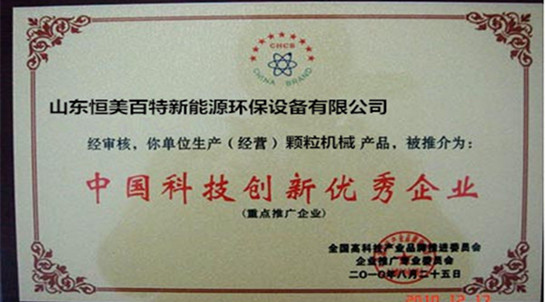 CHCS
CHINA BRAND
山东恒美百特新能源环保设备有限公司
经审核，你单位生产（经营）颗粒机械 产品，被推介为：
中国科技创新优秀企业
(重点推广企业)
全国高科技产业品牌推进委员会
企业推广专业委员会
二〇一〇年八月二十五日
2010 12 17